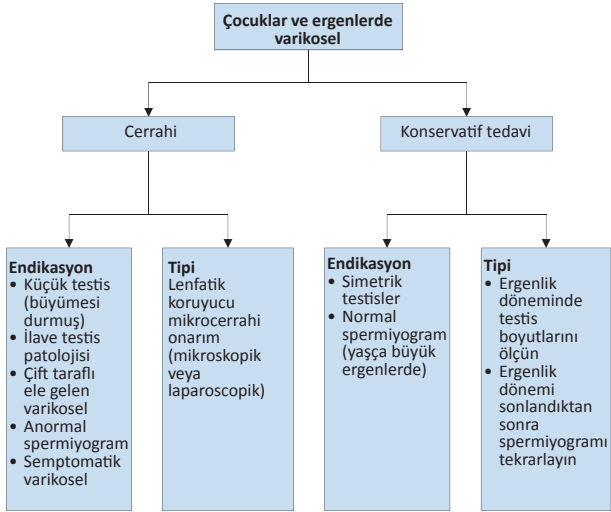 Çocuklar ve ergenlerde
varikosel
Cerrahi
Konservatif tedavi
Endikasyon
• Küçük testis
(büyümesi
durmuş)
• İlave testis
patolojisi
• Çift taraflı
ele gelen
varikosel
• Anormal
spermiyogram
• Semptomatik
varikosel
Tipi
Lenfatik
koruyucu
mikrocerrahi
onarım
(mikroskopik
veya
laparoscopik)
Endikasyon
• Simetrik
testisler
• Normal
spermiyogram
(yaşça büyük
ergenlerde)
Tipi
• Ergenlik
döneminde
testis
boyutlarını
ölçün
• Ergenlik
dönemi
sonlandıktan
sonra
spermiyogramı
tekrarlayın